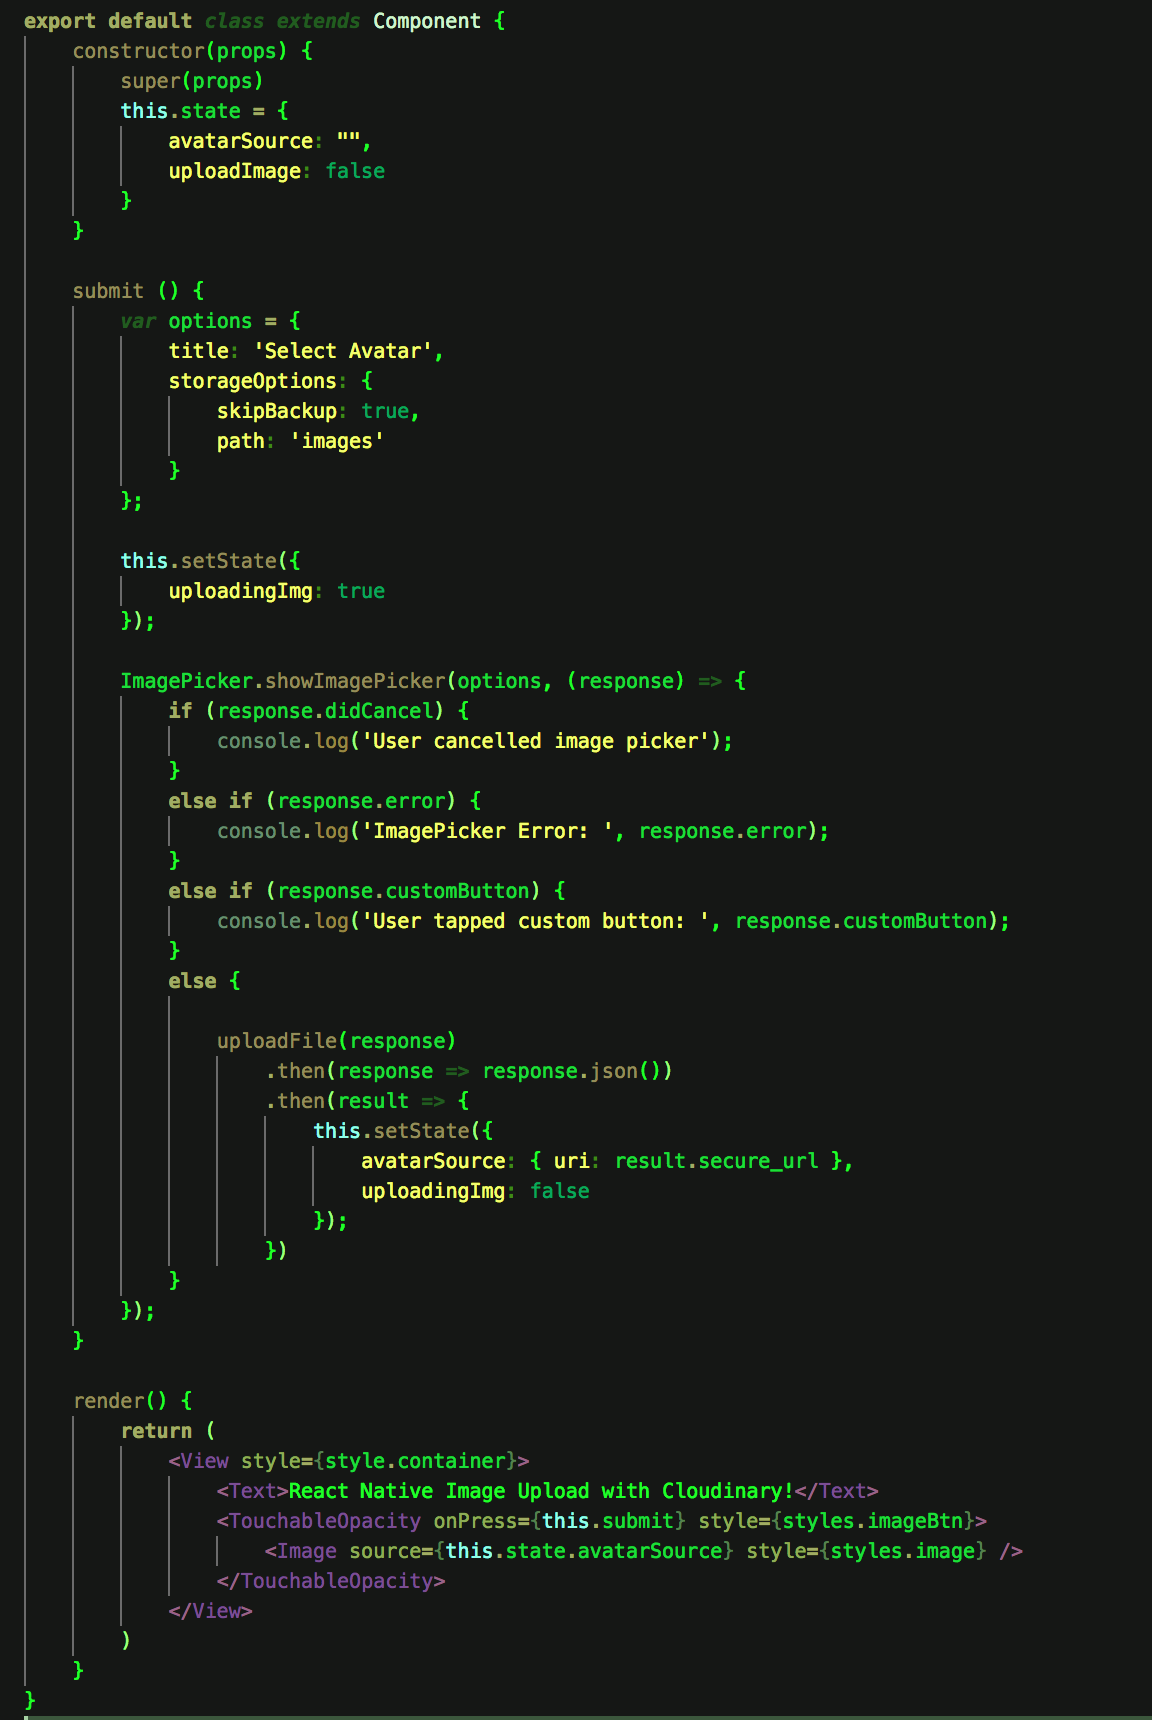 export default class extends Component {
    constructor(props) {
        super(props)
        this.state = {
            avatarSource: "",
            uploadImage: false
        }
    }

    submit () {
        var options = {
            title: 'Select Avatar',
            storageOptions: {
                skipBackup: true,
                path: 'images'
            }
        };

        this.setState({
            uploadingImg: true
        });

        ImagePicker.showImagePicker(options, (response) => {
            if (response.didCancel) {
                console.log('User cancelled image picker');
            }
            else if (response.error) {
                console.log('ImagePicker Error: ', response.error);
            }
            else if (response.customButton) {
                console.log('User tapped custom button: ', response.customButton);
            }
            else {

                uploadFile(response)
                    .then(response => response.json())
                    .then(result => {
                        this.setState({
                            avatarSource: { uri: result.secure_url },
                            uploadingImg: false
                        });
                    })
            }
        });
    }

    render() {
        return (
            <View style={style.container}>
                <Text>React Native Image Upload with Cloudinary!</Text>
                <TouchableOpacity onPress={this.submit} style={styles.imageBtn}>
                    <Image source={this.state.avatarSource} style={styles.image} />
                </TouchableOpacity>
            </View>
        )
    }
}